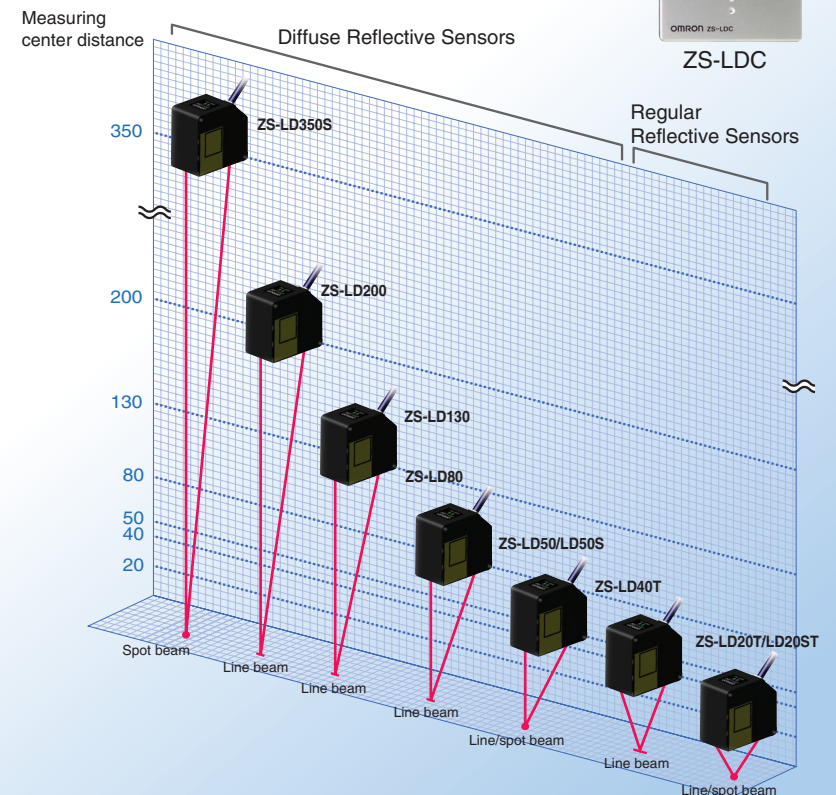 Measuring
center distance
Diffuse Reflective Sensors
OMRON ZS-LDC
ZS-LDC
Regular
Reflective Sensors
350
ZS-LD350S
200
ZS-LD200
130
ZS-LD130
80
ZS-LD80
50
ZS-LD50/LD50S
40
ZS-LD40T
20
ZS-LD20T/LD20ST
Spot beam
Line beam
Line beam
Line beam
Line/spot beam
Line beam
Line/spot beam